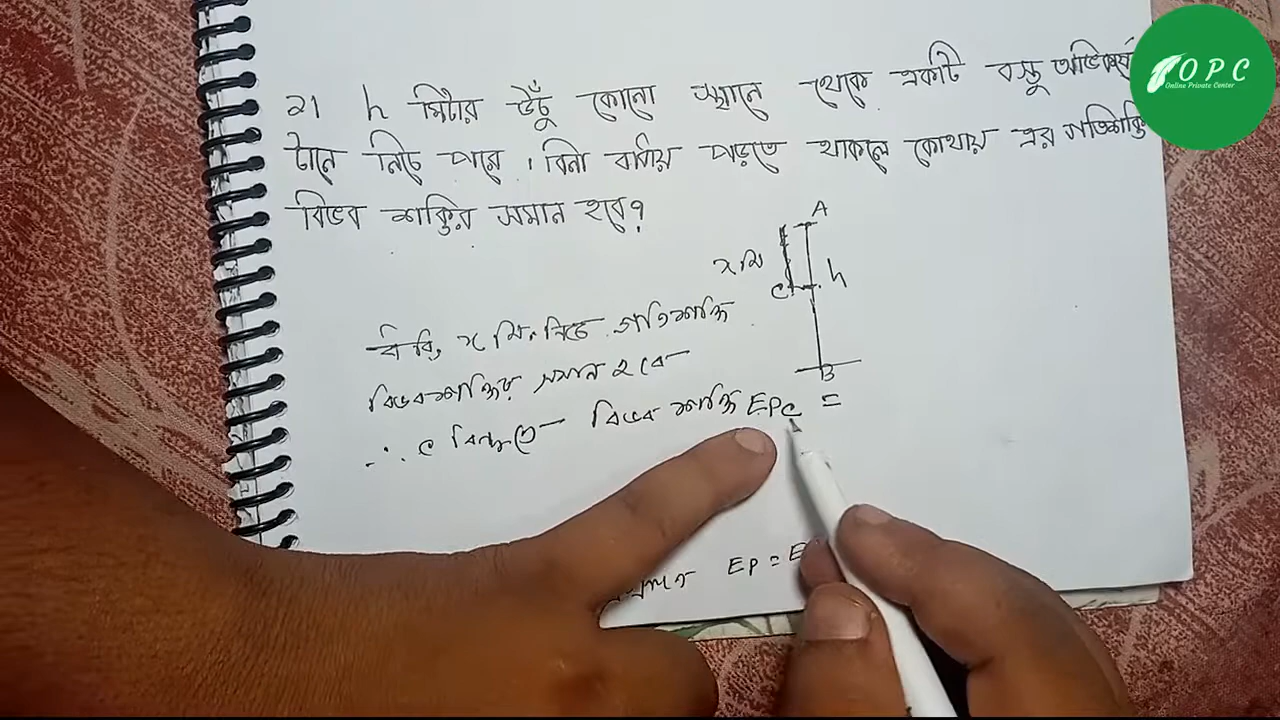 ২। h মিটার উঁচু কোনো স্থানে থেকে একটি বস্তু অভিকর্ষ
টানে নিচে পরে। বিনা বাধায় পড়তে থাকলে কোথায় এর গতিশক্তি
বিভব শক্তির সমান হবে?
A
x মি
h
C
B
ধরি, x মি. নিচে গতিশক্তি
বিভবশক্তির সমান হবে
∴ C বিন্দুতে বিভব শক্তি EPC =
EP = E
OPC
Online Private Center